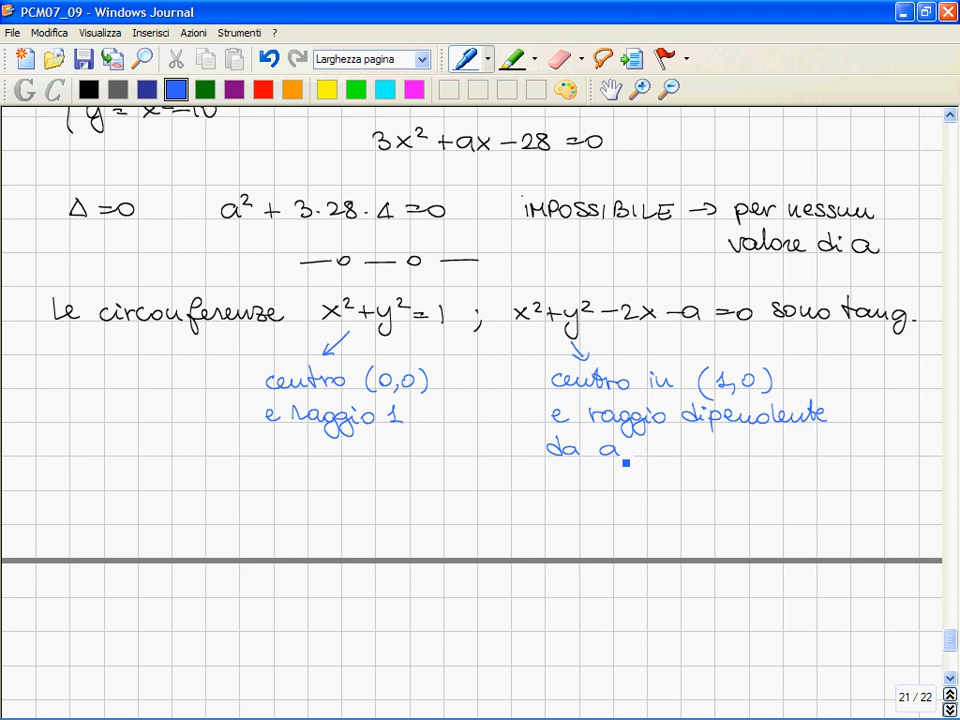 PCM07_09 - Windows Journal
File Modifica Visualizza Inserisci Azioni Strumenti ?
Larghezza pagina
y = x - 10
3x² + ax - 28 = 0
Δ = 0 a² + 3·28·4 = 0 IMPOSSIBILE → per nessun
valore di a
— o — o —
Le circonferenze x² + y² = 1 ; x² + y² - 2x - a = 0 sono tang.
centro (0,0) centro in (1,0)
e raggio 1 e raggio dipendente
da a
21 / 22